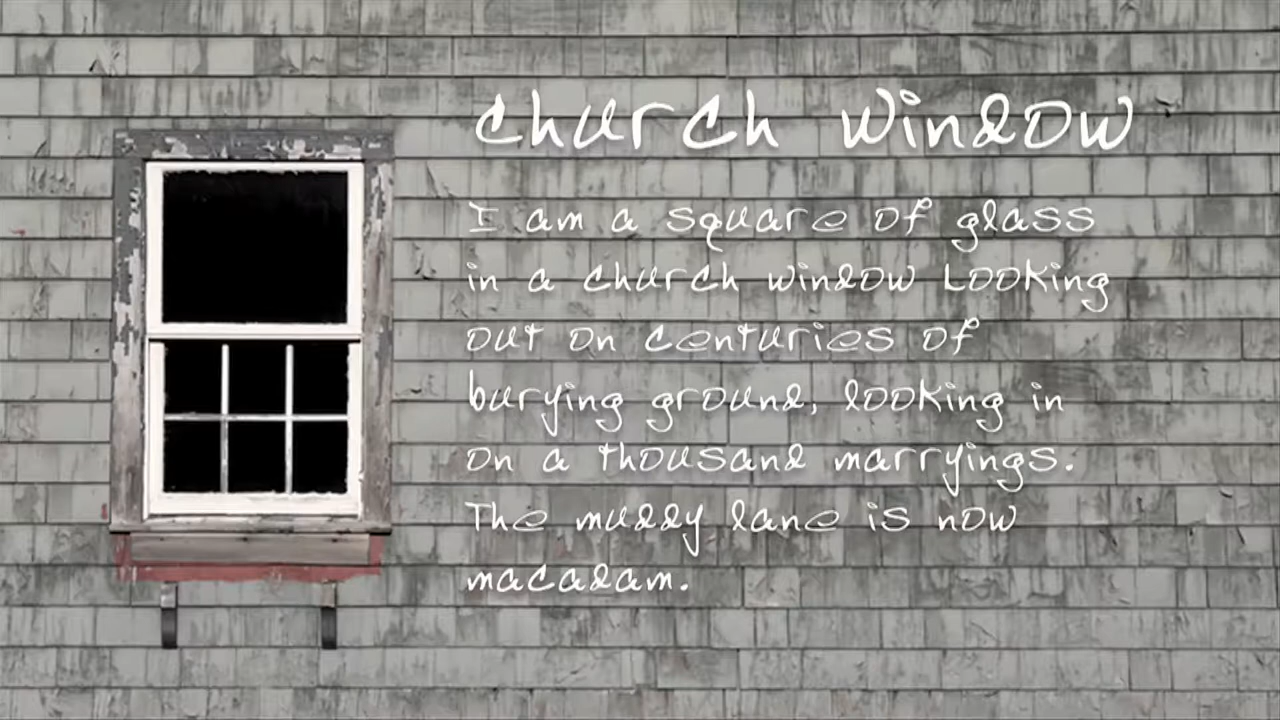 church window
I am a square of glass
in a church window Looking
out on centuries of
burying ground, looking in
on a thousand marryings.
The muddy lane is now
macadam.